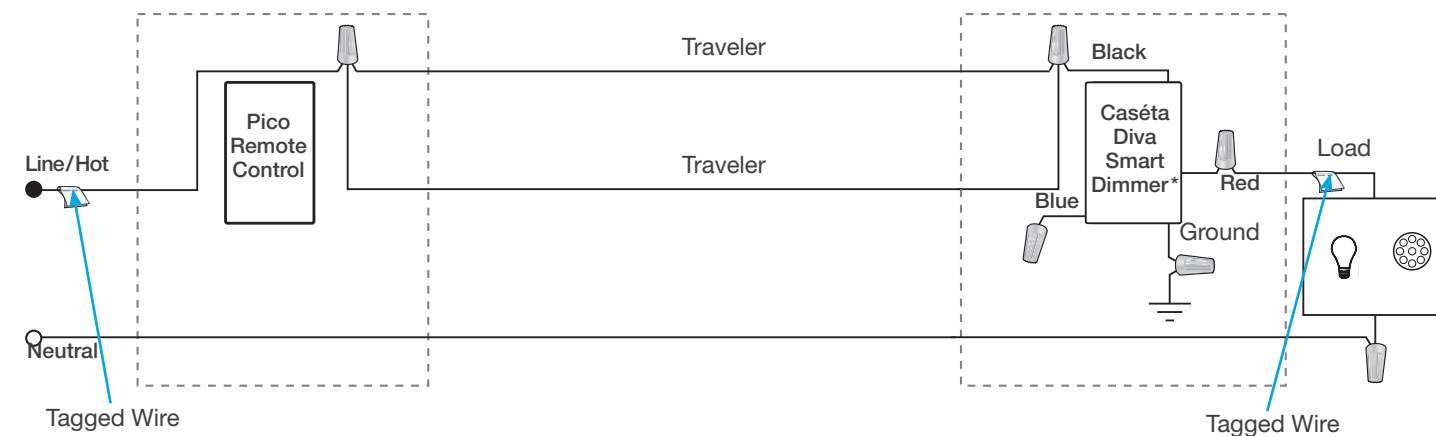 Traveler
Black
Pico
Remote
Control
Caséta
Diva
Smart
Dimmer*
Line/Hot
Traveler
Load
Red
Blue
Ground
Neutral
Tagged Wire
Tagged Wire